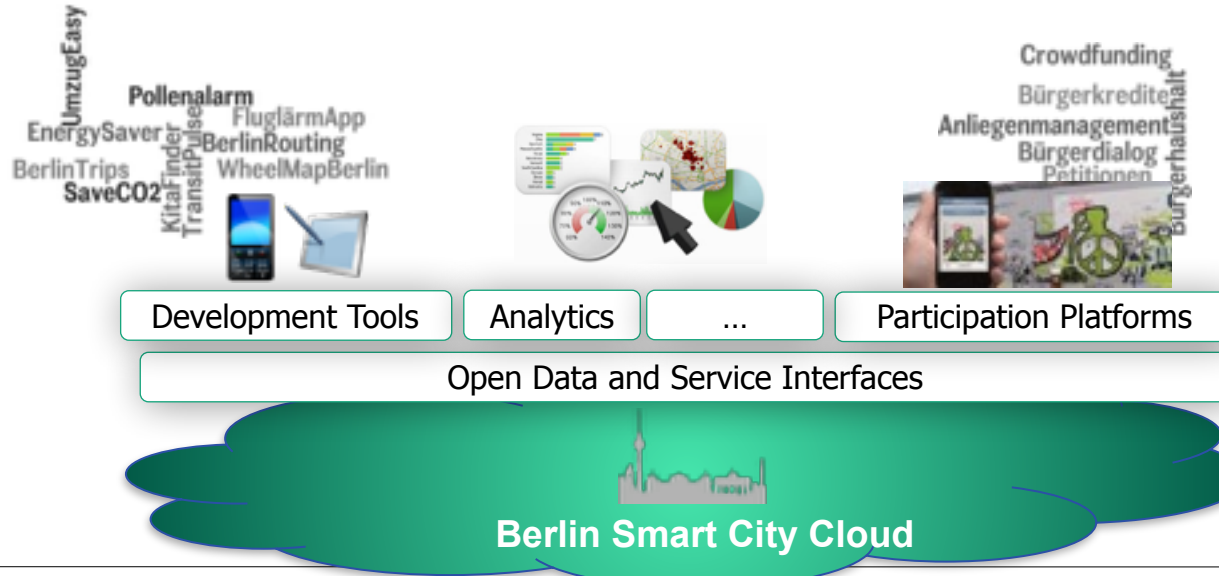 UmzugEasy
Pollenalarm
FluglärmApp
EnergySaver
BerlinRouting
BerlinTrips
WheelMapBerlin
SaveCO2
KitaFinder
TransitPulse
Crowdfunding
Bürgerkredite
Anliegenmanagement
Bürgerdialog
Petitionen
Bürgerhaushalt
Development Tools
Analytics
...
Participation Platforms
Open Data and Service Interfaces
Berlin Smart City Cloud